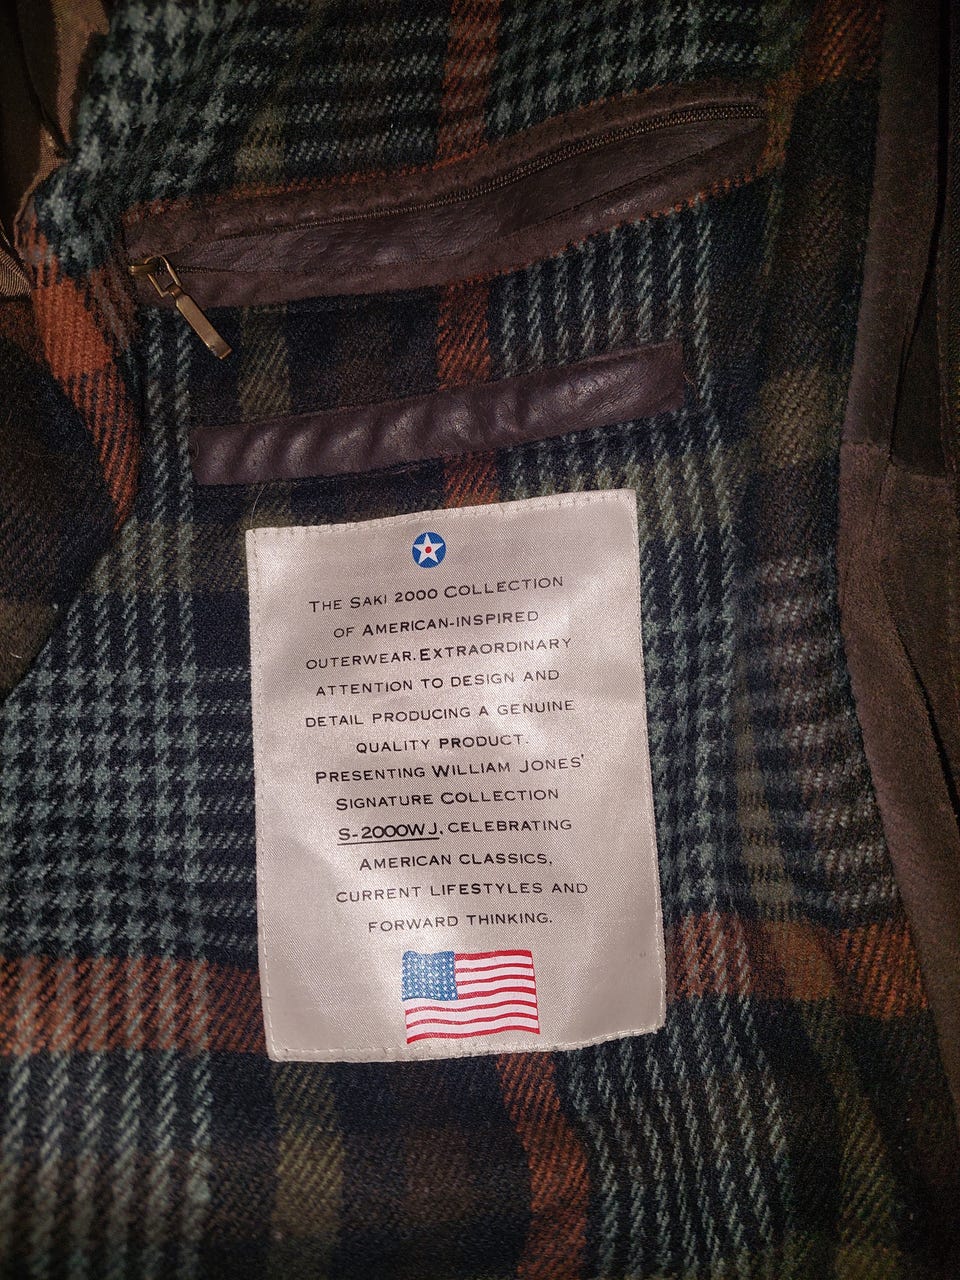 THE SAKI 2000 COLLECTION
OF AMERICAN-INSPIRED
OUTERWEAR. EXTRAORDINARY
ATTENTION TO DESIGN AND
DETAIL PRODUCING A GENUINE
QUALITY PRODUCT.
PRESENTING WILLIAM JONES'
SIGNATURE COLLECTION
S-2000WJ, CELEBRATING
AMERICAN CLASSICS,
CURRENT LIFESTYLES AND
FORWARD THINKING.